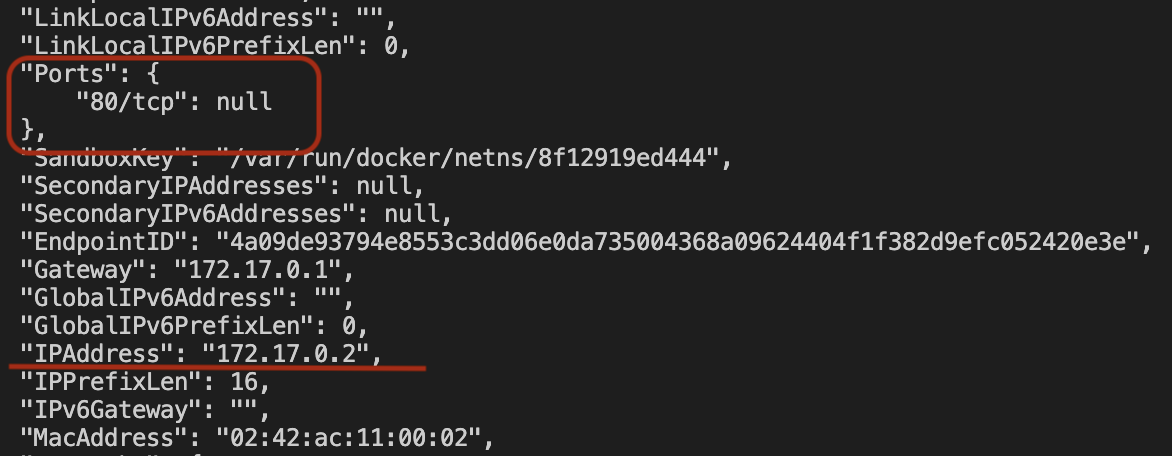 "LinkLocalIPv6Address": "",
"LinkLocalIPv6PrefixLen": 0,
"Ports": {
"80/tcp": null
},
"SandboxKey": "/var/run/docker/netns/8f12919ed444",
"SecondaryIPAddresses": null,
"SecondaryIPv6Addresses": null,
"EndpointID": "4a09de93794e8553c3dd06e0da735004368a09624404f1f382d9efc052420e3e",
"Gateway": "172.17.0.1",
"GlobalIPv6Address": "",
"GlobalIPv6PrefixLen": 0,
"IPAddress": "172.17.0.2",
"IPPrefixLen": 16,
"IPv6Gateway": "",
"MacAddress": "02:42:ac:11:00:02",